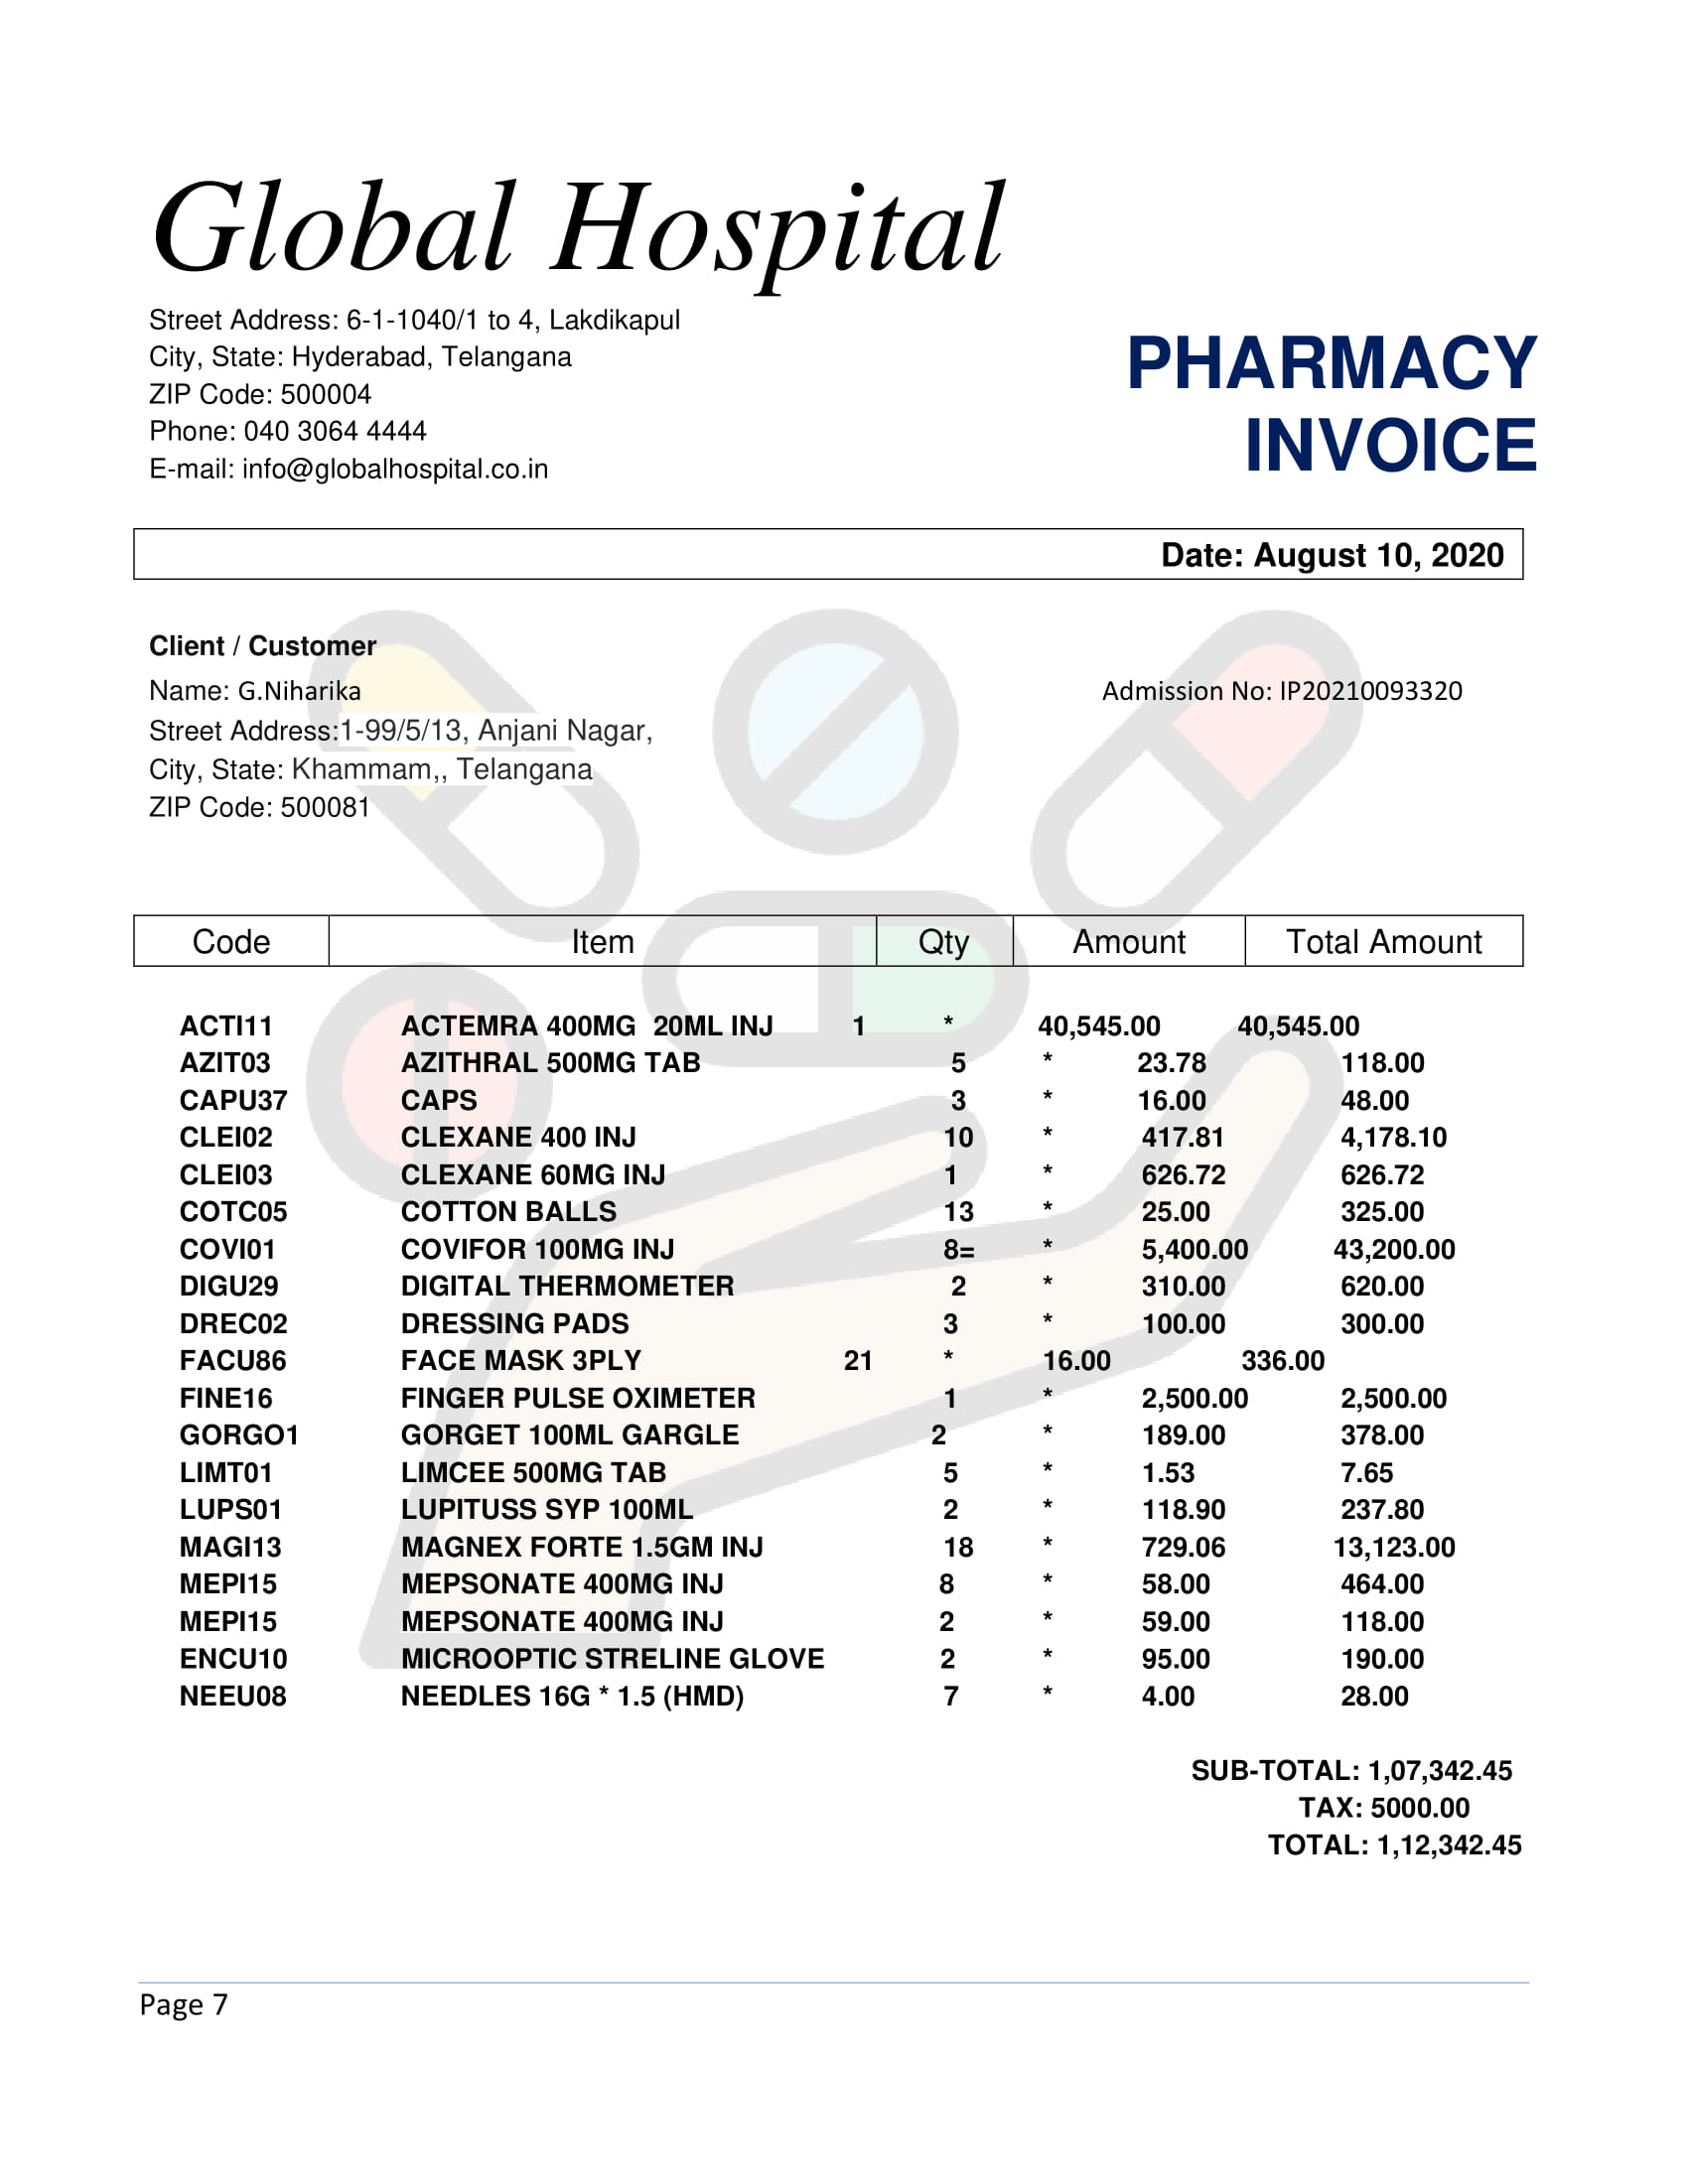 Global Hospital
Street Address: 6-1-1040/1 to 4, Lakdikapul
City, State: Hyderabad, Telangana
ZIP Code: 500004
Phone: 040 3064 4444
E-mail: info@globalhospital.co.in
PHARMACY
INVOICE
Date: August 10, 2020
Client / Customer
Name: G.Niharika Admission No: IP20210093320
Street Address:1-99/5/13, Anjani Nagar,
City, State: Khammam,, Telangana
ZIP Code: 500081
Code Item Qty Amount Total Amount
ACTI11 ACTEMRA 400MG 20ML INJ 1 * 40,545.00 40,545.00
AZIT03 AZITHRAL 500MG TAB 5 * 23.78 118.00
CAPU37 CAPS 3 * 16.00 48.00
CLEI02 CLEXANE 400 INJ 10 * 417.81 4,178.10
CLEI03 CLEXANE 60MG INJ 1 * 626.72 626.72
COTC05 COTTON BALLS 13 * 25.00 325.00
COVI01 COVIFOR 100MG INJ 8= * 5,400.00 43,200.00
DIGU29 DIGITAL THERMOMETER 2 * 310.00 620.00
DREC02 DRESSING PADS 3 * 100.00 300.00
FACU86 FACE MASK 3PLY 21 * 16.00 336.00
FINE16 FINGER PULSE OXIMETER 1 * 2,500.00 2,500.00
GORGO1 GORGET 100ML GARGLE 2 * 189.00 378.00
LIMT01 LIMCEE 500MG TAB 5 * 1.53 7.65
LUPS01 LUPITUSS SYP 100ML 2 * 118.90 237.80
MAGI13 MAGNEX FORTE 1.5GM INJ 18 * 729.06 13,123.00
MEPI15 MEPSONATE 400MG INJ 8 * 58.00 464.00
MEPI15 MEPSONATE 400MG INJ 2 * 59.00 118.00
ENCU10 MICROOPTIC STRELINE GLOVE 2 * 95.00 190.00
NEEU08 NEEDLES 16G * 1.5 (HMD) 7 * 4.00 28.00
SUB-TOTAL: 1,07,342.45
TAX: 5000.00
TOTAL: 1,12,342.45
Page 7